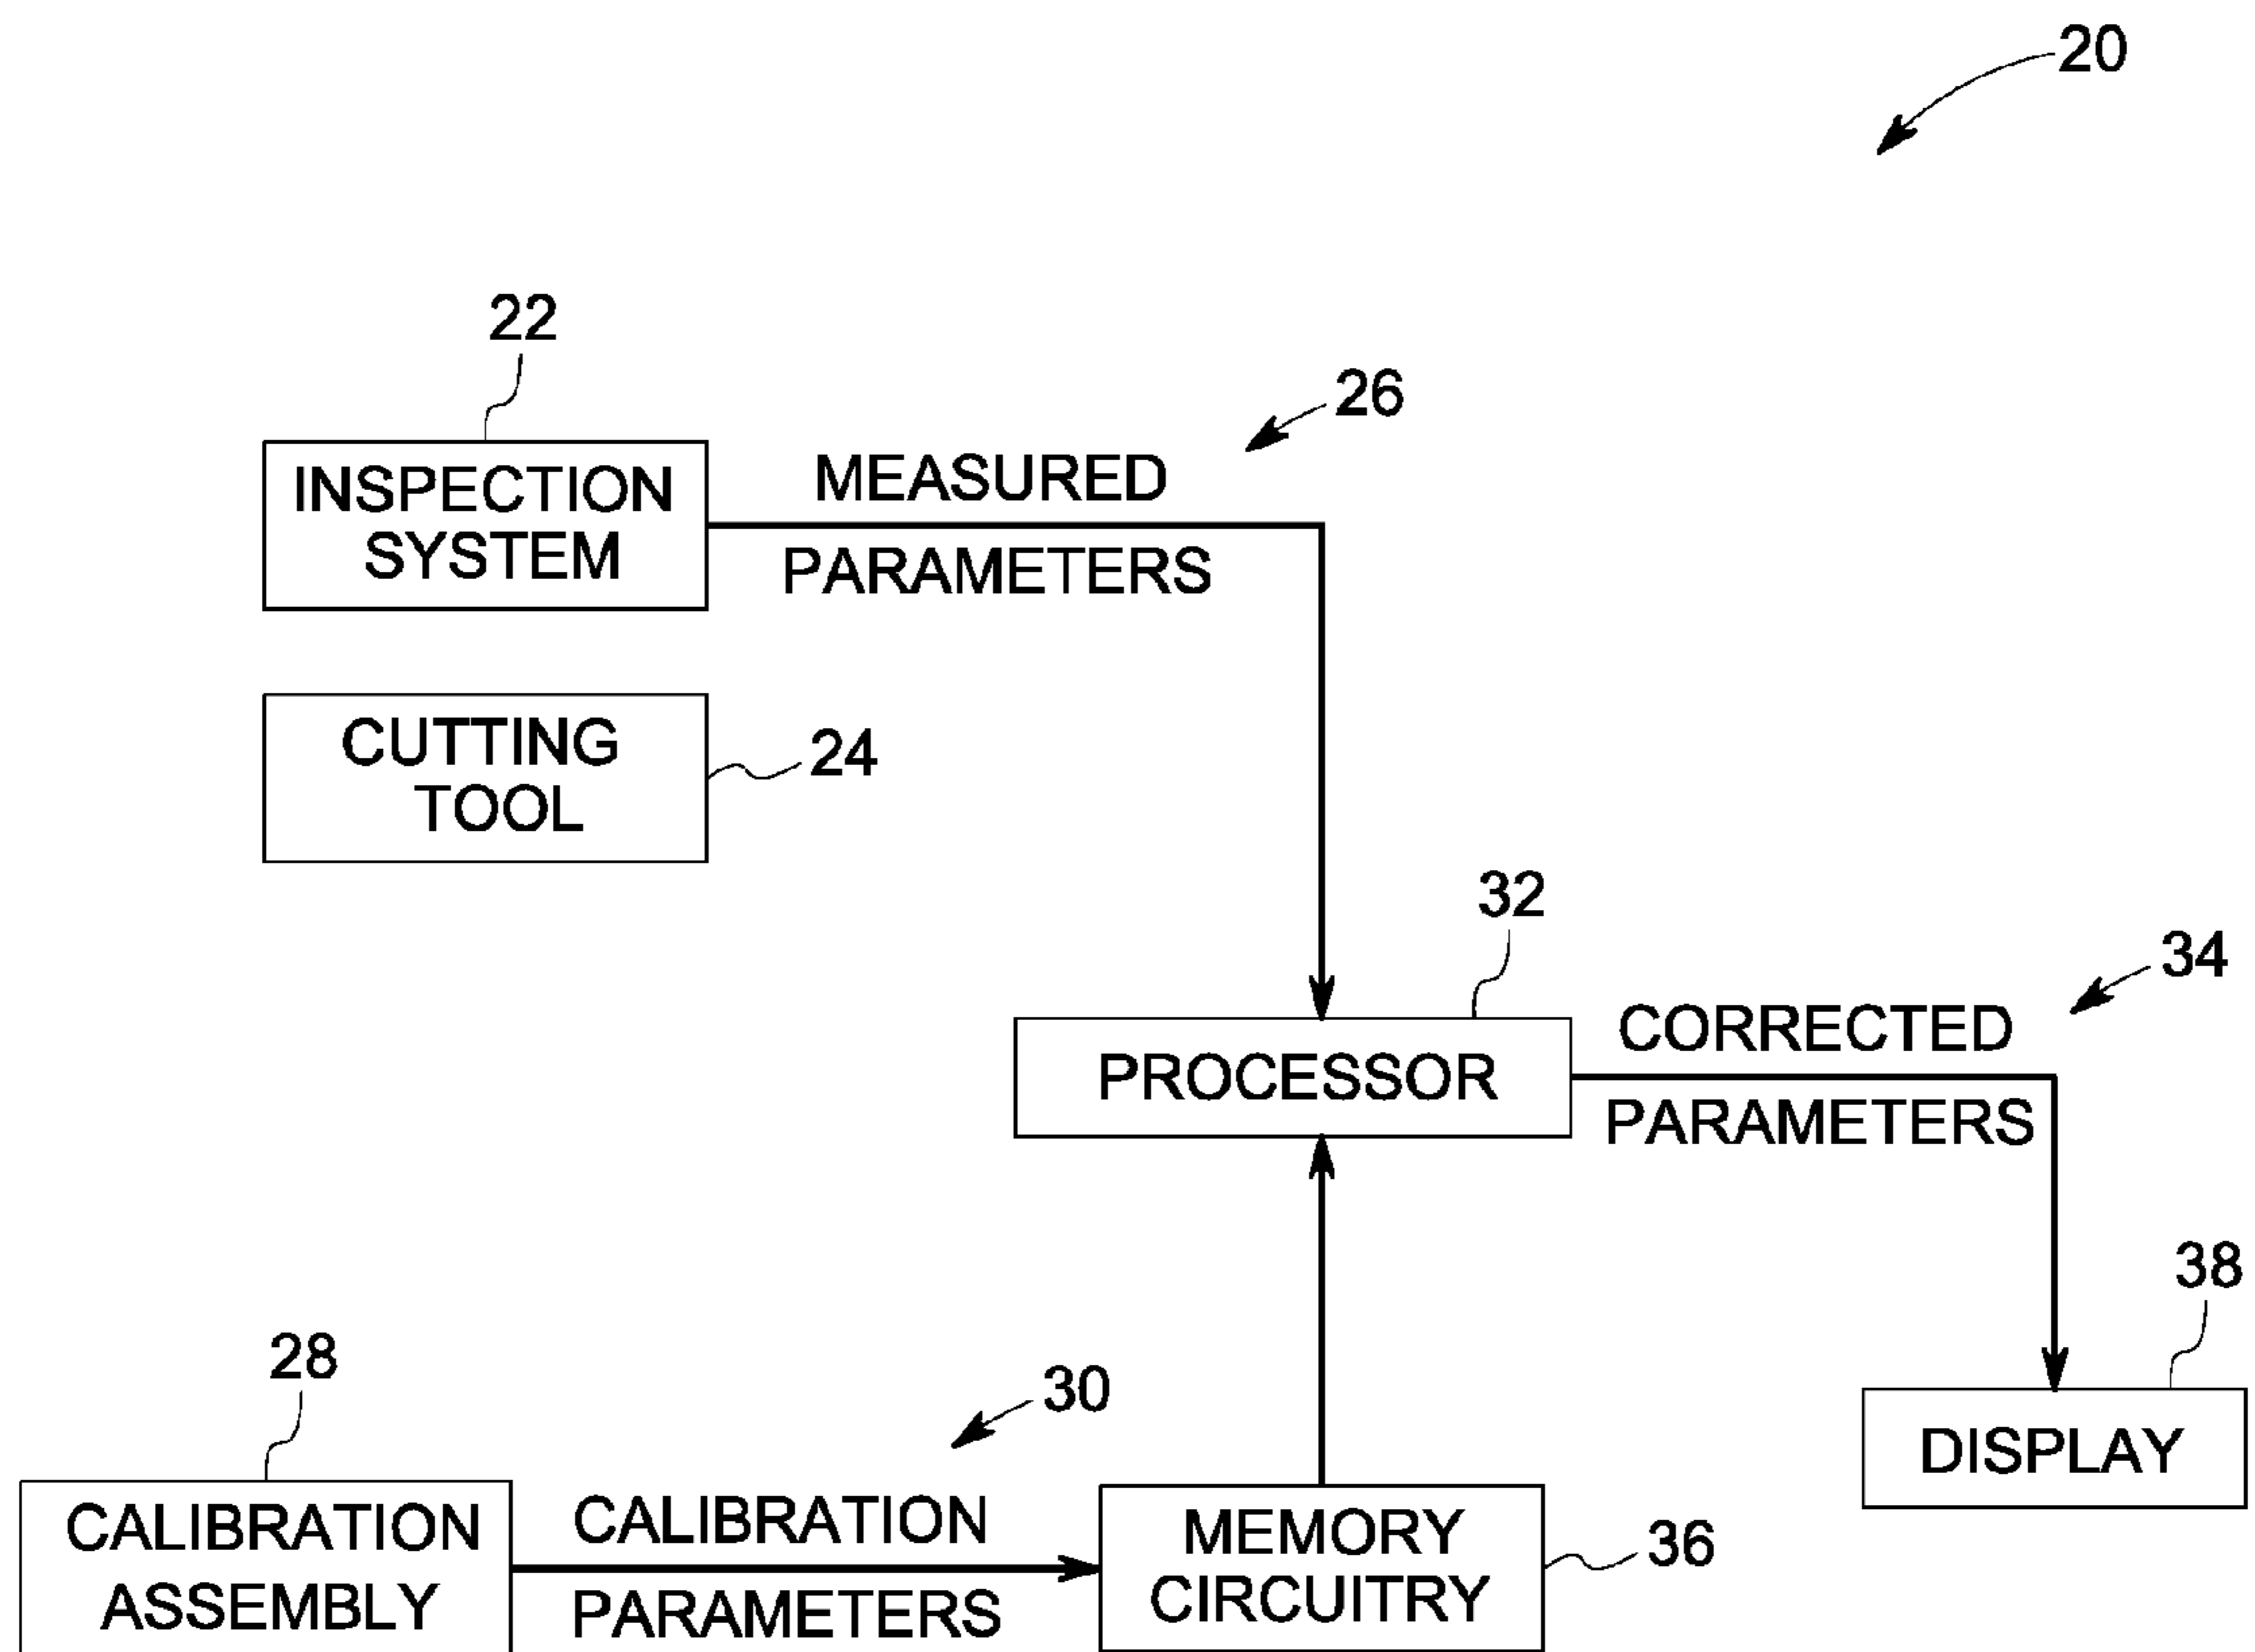 20
22
26
INSPECTION
SYSTEM
MEASURED
PARAMETERS
CUTTING
TOOL
24
32
34
PROCESSOR
CORRECTED
PARAMETERS
38
DISPLAY
28
30
CALIBRATION
ASSEMBLY
CALIBRATION
PARAMETERS
MEMORY
CIRCUITRY
36